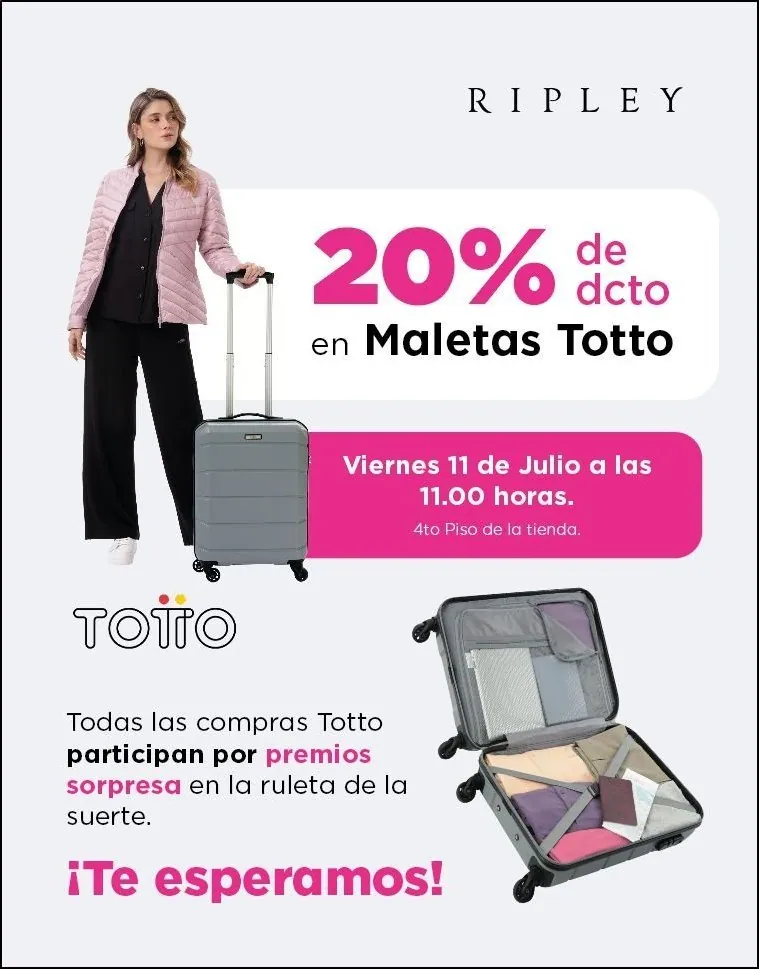 RIPLEY
20% de
dcto
en Maletas Totto
Viernes 11 de Julio a las
11.00 horas.
4to Piso de la tienda.
TOTTO
Todas las compras Totto
participan por premios
sorpresa en la ruleta de la
suerte.
¡Te esperamos!